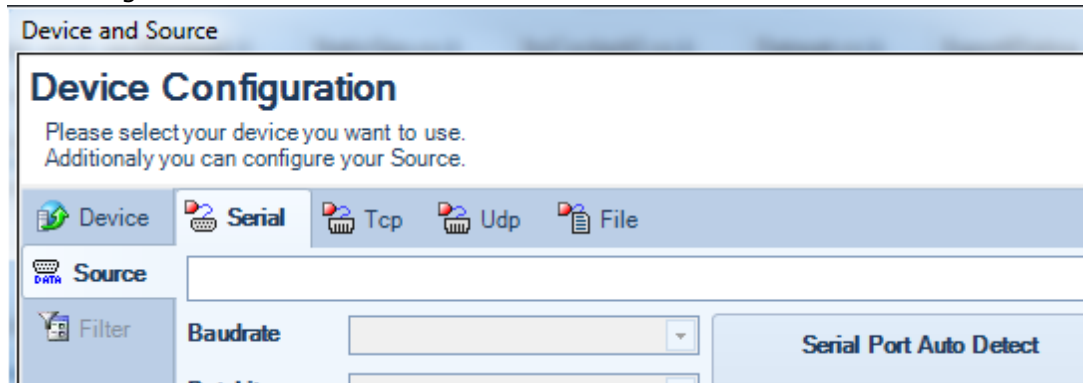 Device and Source
Device Configuration
Please select your device you want to use.
Additionaly you can configure your Source.
Device Serial Tcp Udp File
DATA Source
Filter
Baudrate
Serial Port Auto Detect